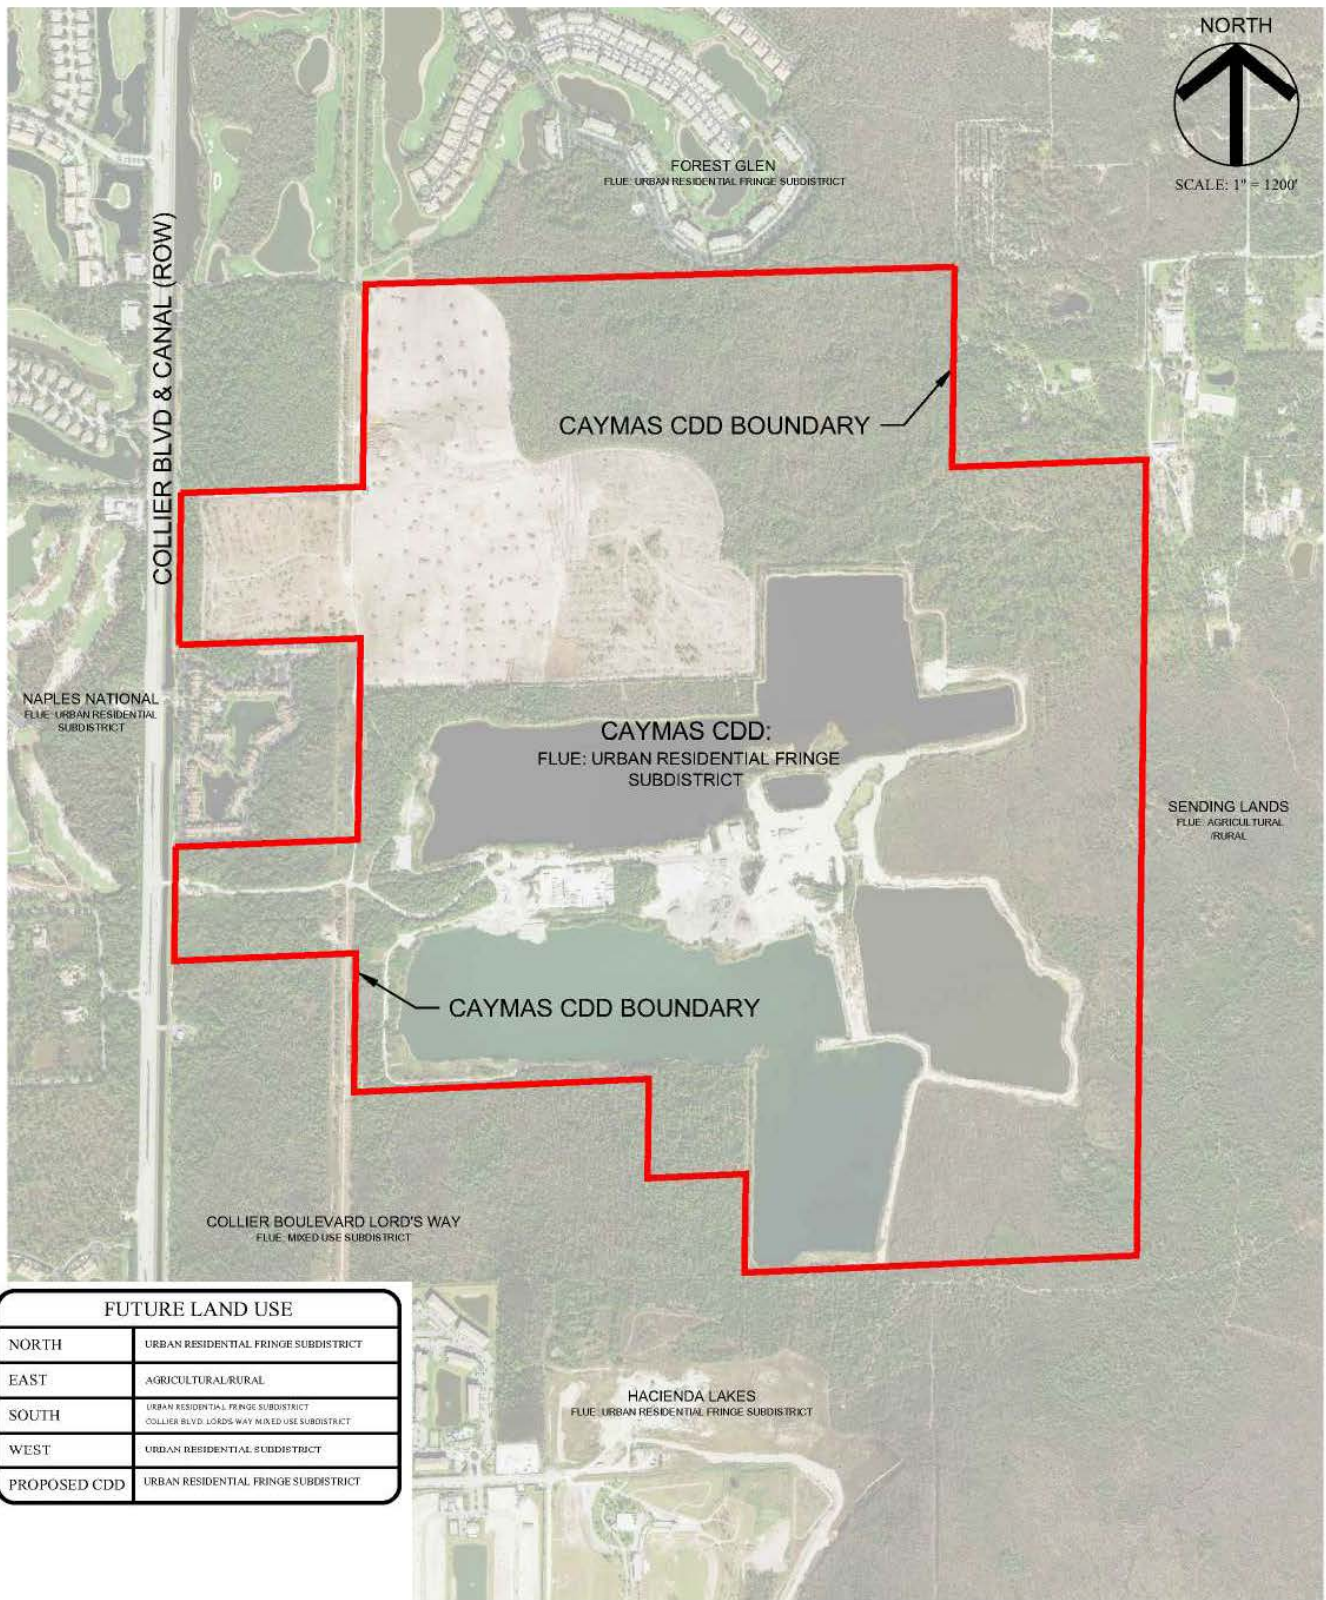 NORTH
SCALE: 1" = 1200'
FOREST GLEN
FLUE: URBAN RESIDENTIAL FRINGE SUBDISTRICT
COLLIER BLVD & CANAL (ROW)
CAYMAS CDD BOUNDARY
NAPLES NATIONAL
FLUE: URBAN RESIDENTIAL
SUBDISTRICT
CAYMAS CDD:
FLUE: URBAN RESIDENTIAL FRINGE
SUBDISTRICT
SENDING LANDS
FLUE: AGRICULTURAL
/RURAL
CAYMAS CDD BOUNDARY
COLLIER BOULEVARD LORD'S WAY
FLUE: MIXED USE SUBDISTRICT
FUTURE LAND USE
NORTH URBAN RESIDENTIAL FRINGE SUBDISTRICT
EAST AGRICULTURAL/RURAL
SOUTH URBAN RESIDENTIAL FRINGE SUBDISTRICT
COLLIER BLVD. LORD'S WAY MIXED USE SUBDISTRICT
WEST URBAN RESIDENTIAL SUBDISTRICT
PROPOSED CDD URBAN RESIDENTIAL FRINGE SUBDISTRICT
HACIENDA LAKES
FLUE: URBAN RESIDENTIAL FRINGE SUBDISTRICT